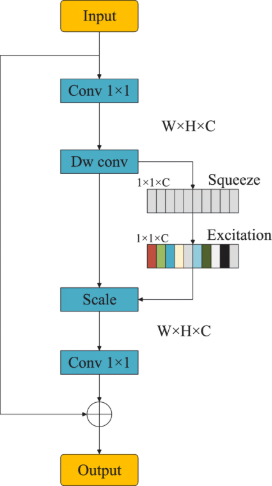 Input
Conv 1×1
W×H×C
Dw conv
Squeeze
1×1×C
Excitation
1×1×C
Scale
W×H×C
Conv 1×1
Output